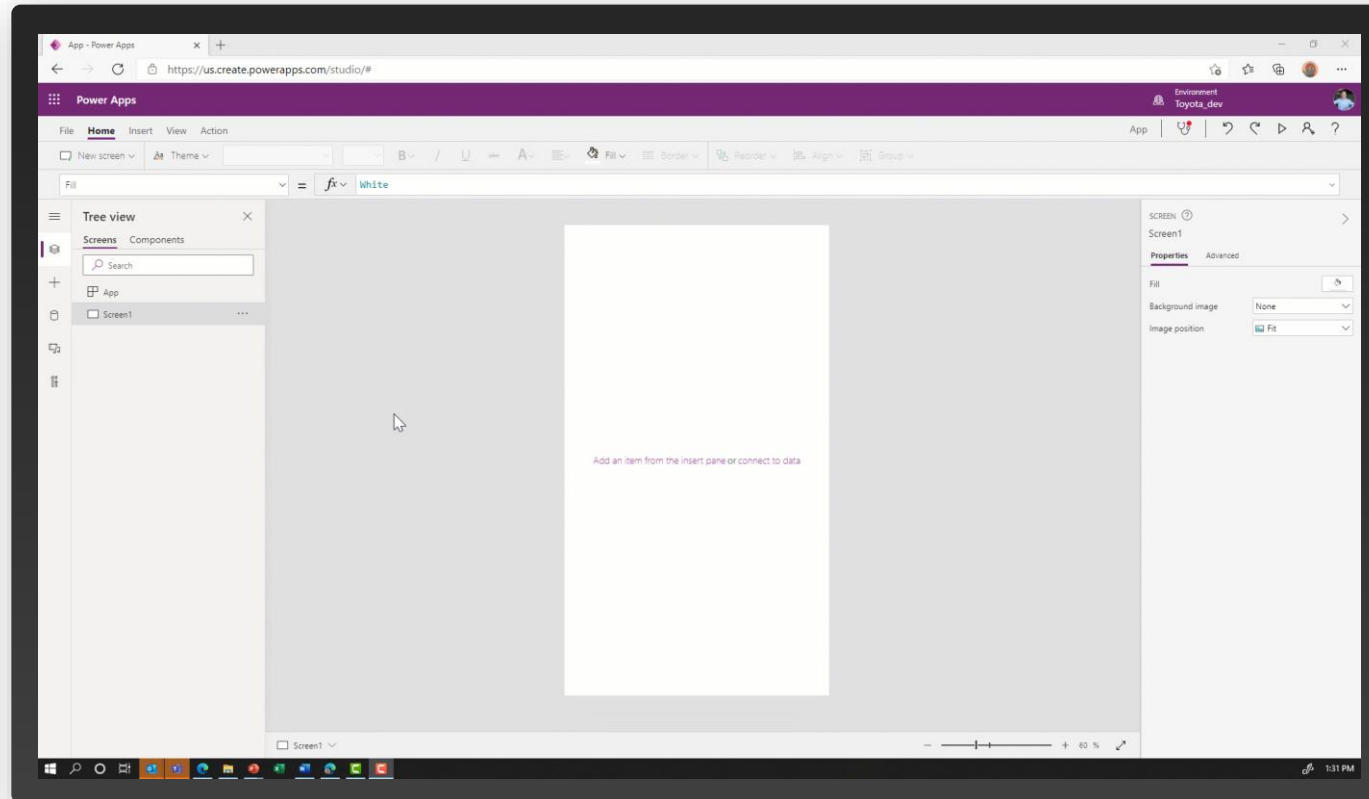 App - Power Apps
https://us.create.powerapps.com/studio/#
Power Apps
Environment
Toyota_dev
File Home Insert View Action
App
New screen
Theme
B / U A
Fill
Border
Reorder
Align
Group
Fill
= fx White
Tree view
Screens Components
Search
App
Screen1
Add an item from the insert pane or connect to data
SCREEN
Screen1
Properties Advanced
Fill
Background image None
Image position Fit
Screen1
60 %
1:31 PM